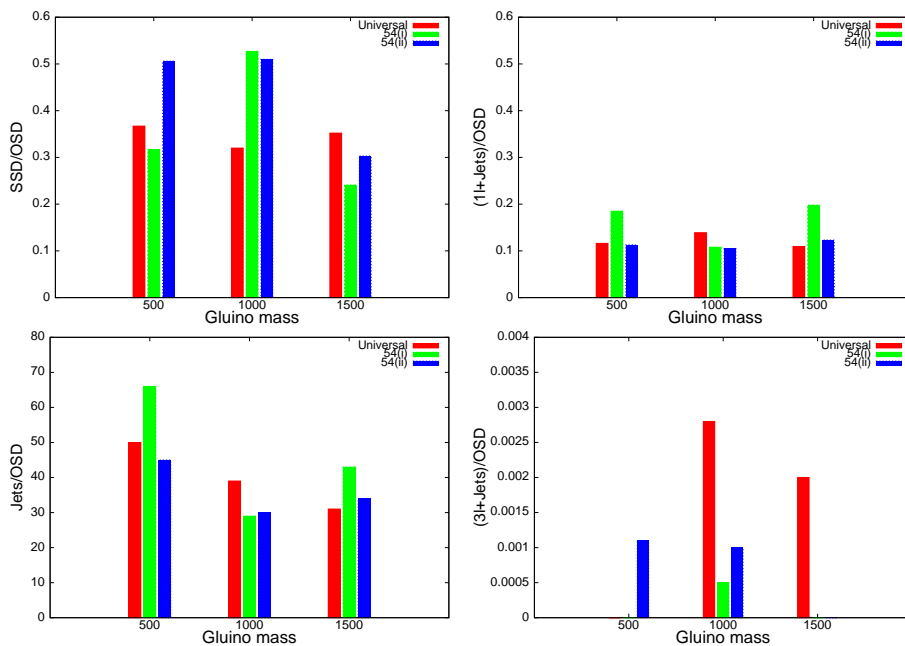 0.6
0.5
0.4
0.3
0.2
0.1
0
SSD/OSD
500
1000
1500
Gluino mass
Universal
54(i)
54(ii)
0.6
0.5
0.4
0.3
0.2
0.1
0
(1l+Jets)/OSD
500
1000
1500
Gluino mass
Universal
54(i)
54(ii)
80
70
60
50
40
30
20
10
0
Jets/OSD
500
1000
1500
Gluino mass
Universal
54(i)
54(ii)
0.004
0.0035
0.003
0.0025
0.002
0.0015
0.001
0.0005
0
(3l+Jets)/OSD
500
1000
1500
Gluino mass
Universal
54(i)
54(ii)